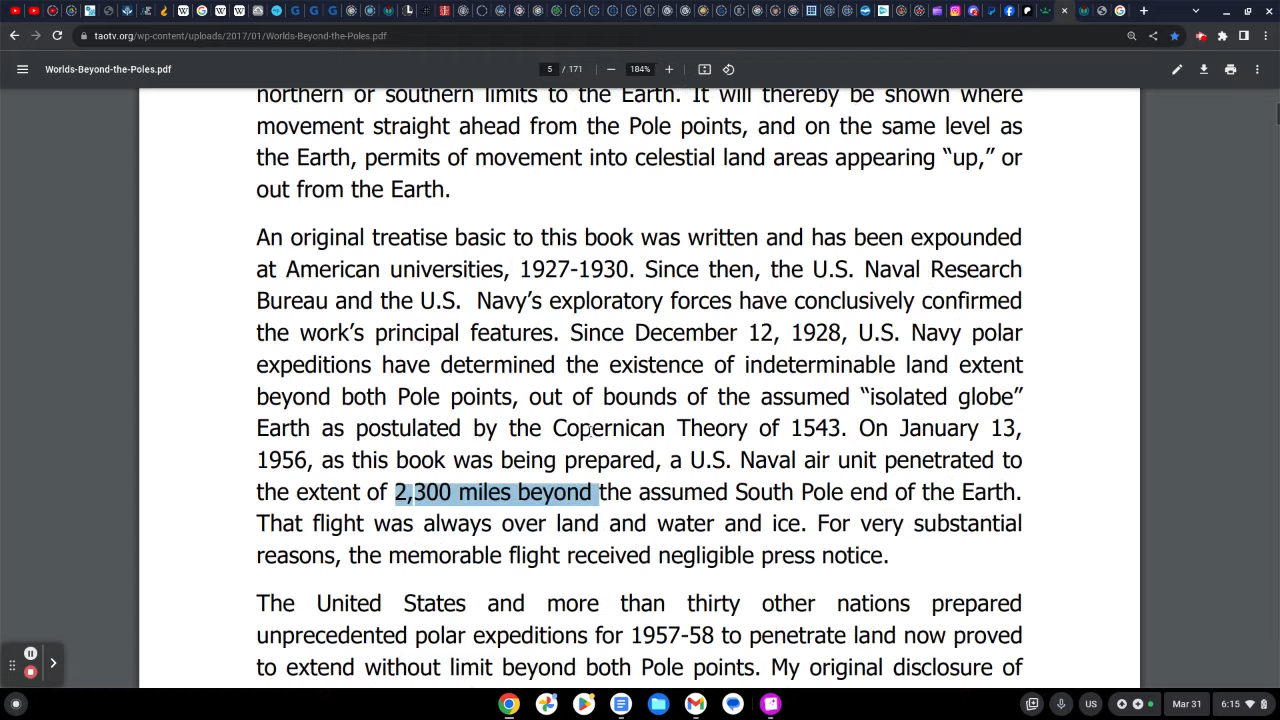 taotv.org/wp-content/uploads/2017/01/Worlds-Beyond-the-Poles.pdf
Worlds-Beyond-the-Poles.pdf
5 / 171
184%
northern or southern limits to the Earth. It will thereby be shown where
movement straight ahead from the Pole points, and on the same level as
the Earth, permits of movement into celestial land areas appearing “up,” or
out from the Earth.
An original treatise basic to this book was written and has been expounded
at American universities, 1927-1930. Since then, the U.S. Naval Research
Bureau and the U.S. Navy’s exploratory forces have conclusively confirmed
the work’s principal features. Since December 12, 1928, U.S. Navy polar
expeditions have determined the existence of indeterminable land extent
beyond both Pole points, out of bounds of the assumed “isolated globe”
Earth as postulated by the Copernican Theory of 1543. On January 13,
1956, as this book was being prepared, a U.S. Naval air unit penetrated to
the extent of 2,300 miles beyond the assumed South Pole end of the Earth.
That flight was always over land and water and ice. For very substantial
reasons, the memorable flight received negligible press notice.
The United States and more than thirty other nations prepared
unprecedented polar expeditions for 1957-58 to penetrate land now proved
to extend without limit beyond both Pole points. My original disclosure of
US
Mar 31
6:15